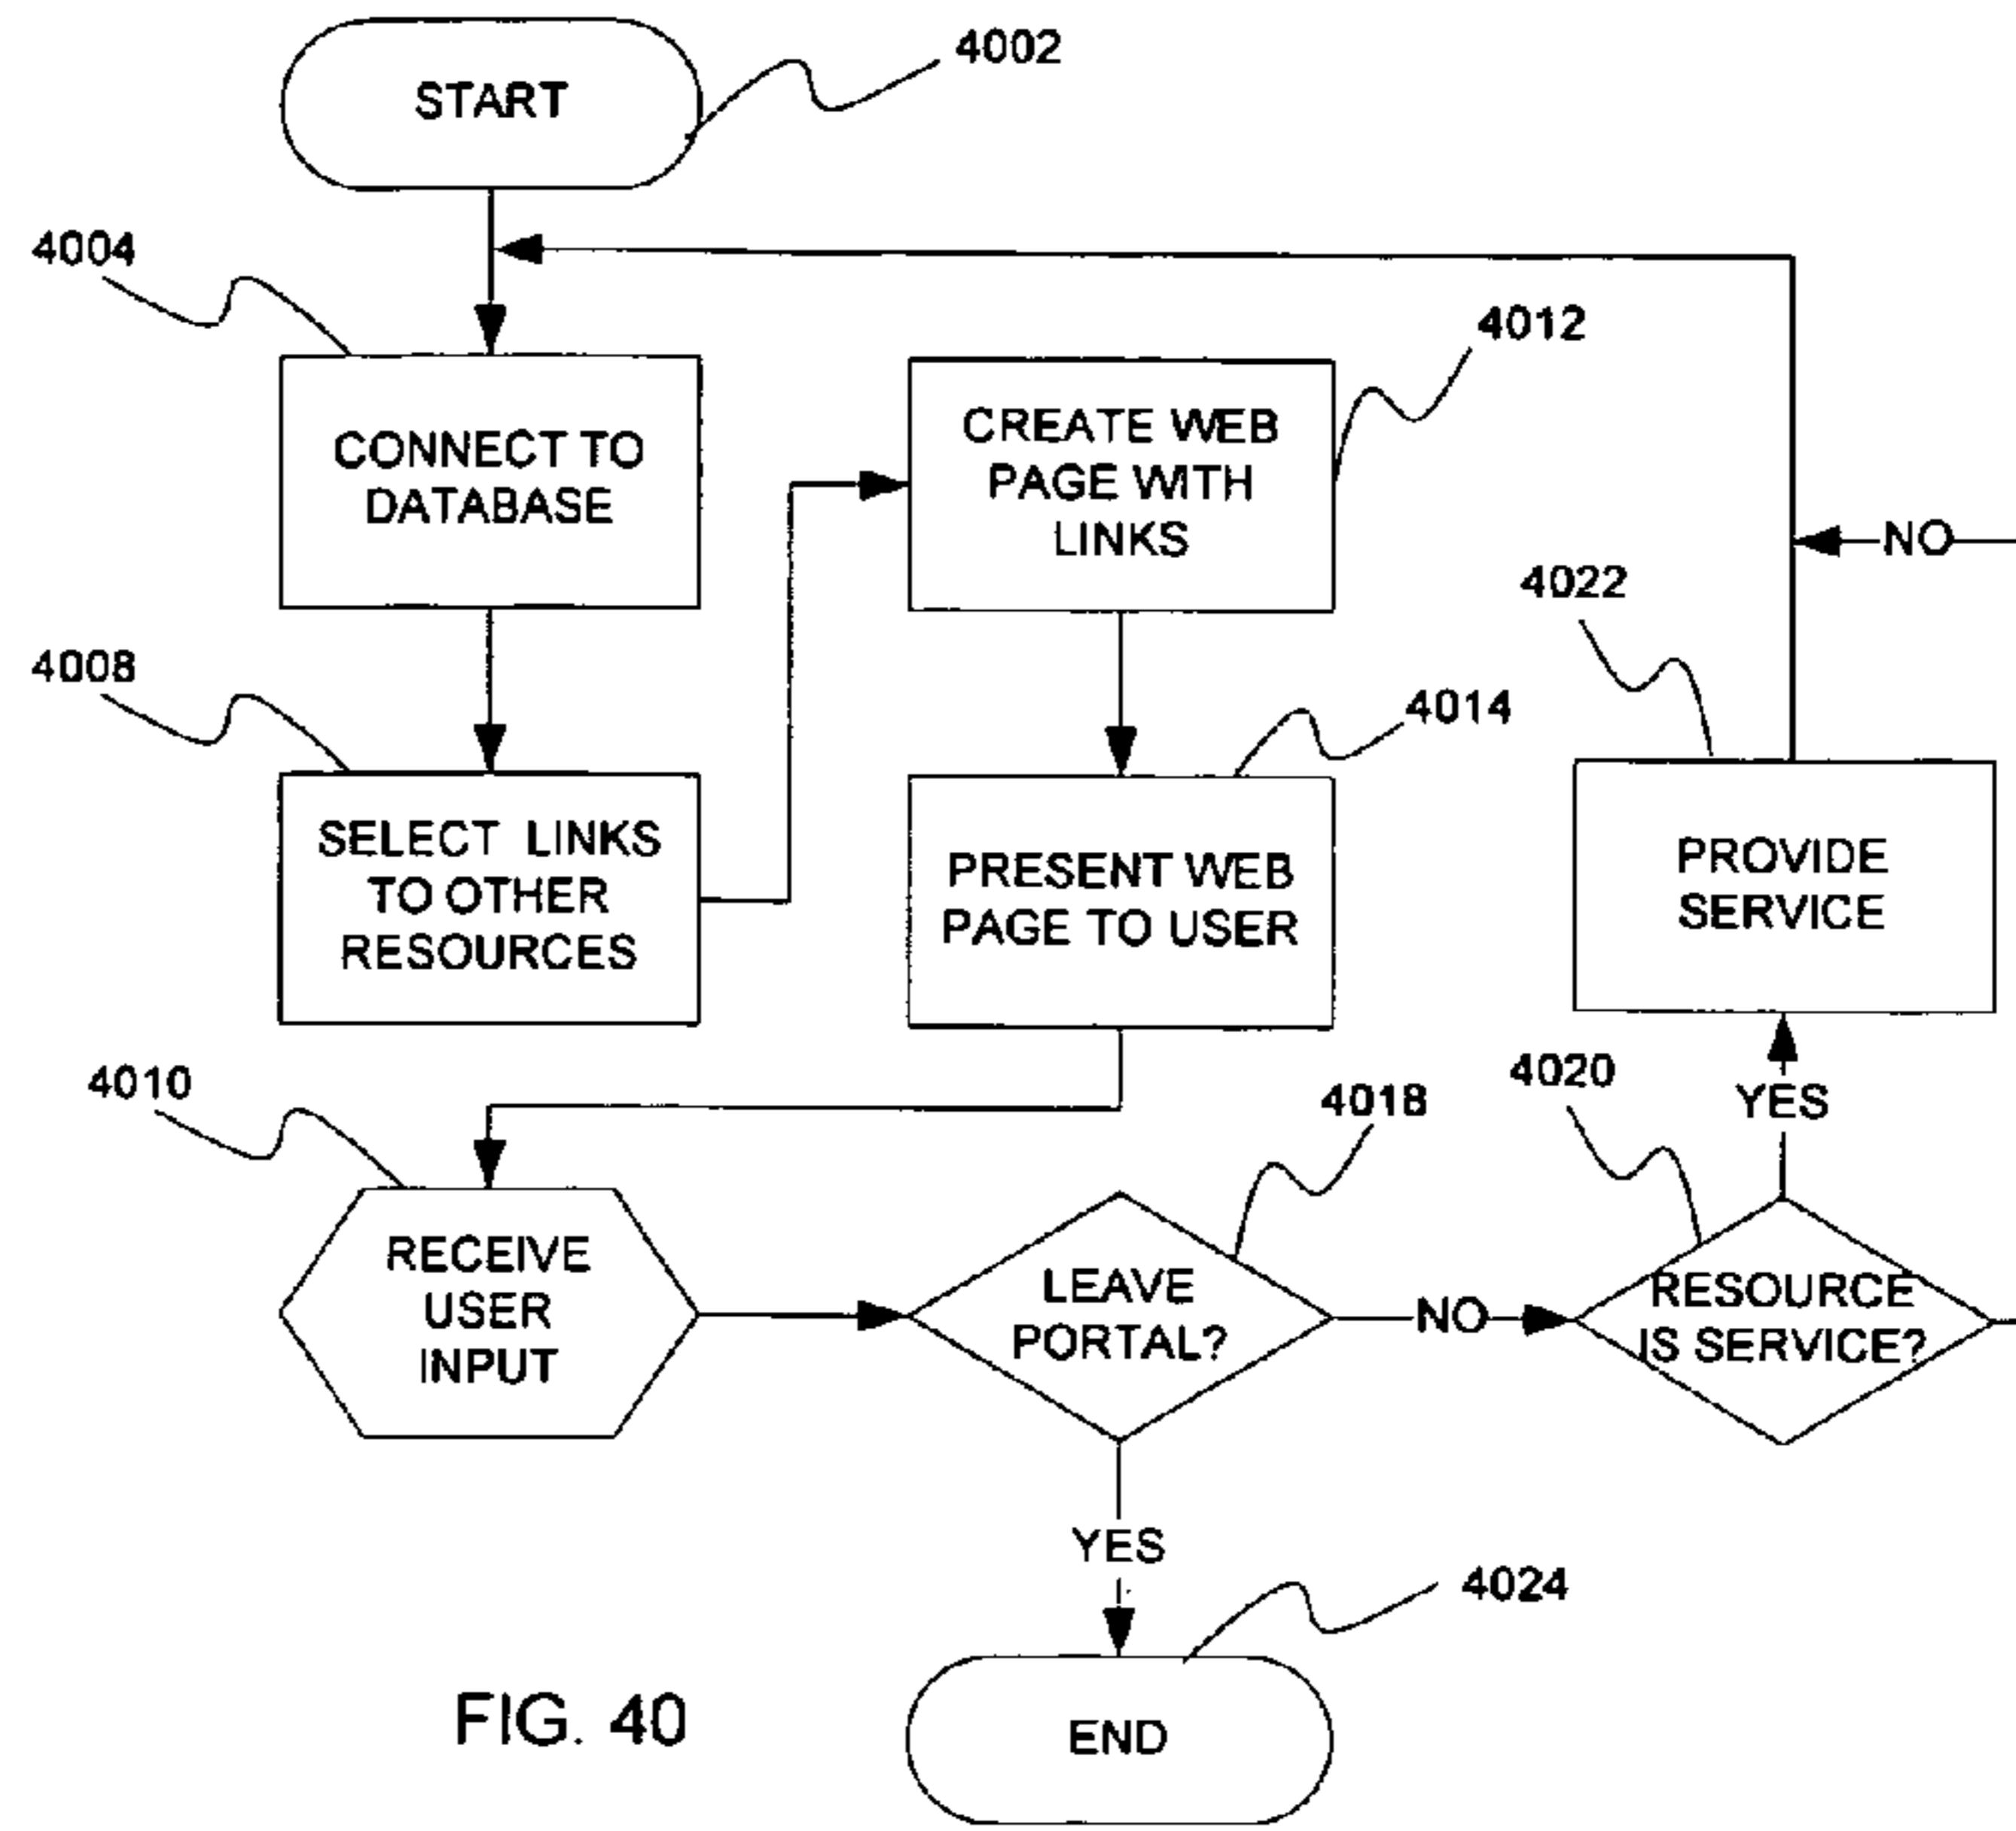 4002
START
4004
4012
CONNECT TO
DATABASE
CREATE WEB
PAGE WITH
LINKS
NO
4022
4008
4014
SELECT LINKS
TO OTHER
RESOURCES
PRESENT WEB
PAGE TO USER
PROVIDE
SERVICE
4010
4018
4020
YES
RECEIVE
USER
INPUT
LEAVE
PORTAL?
NO
RESOURCE
IS SERVICE?
YES
4024
FIG. 40
END